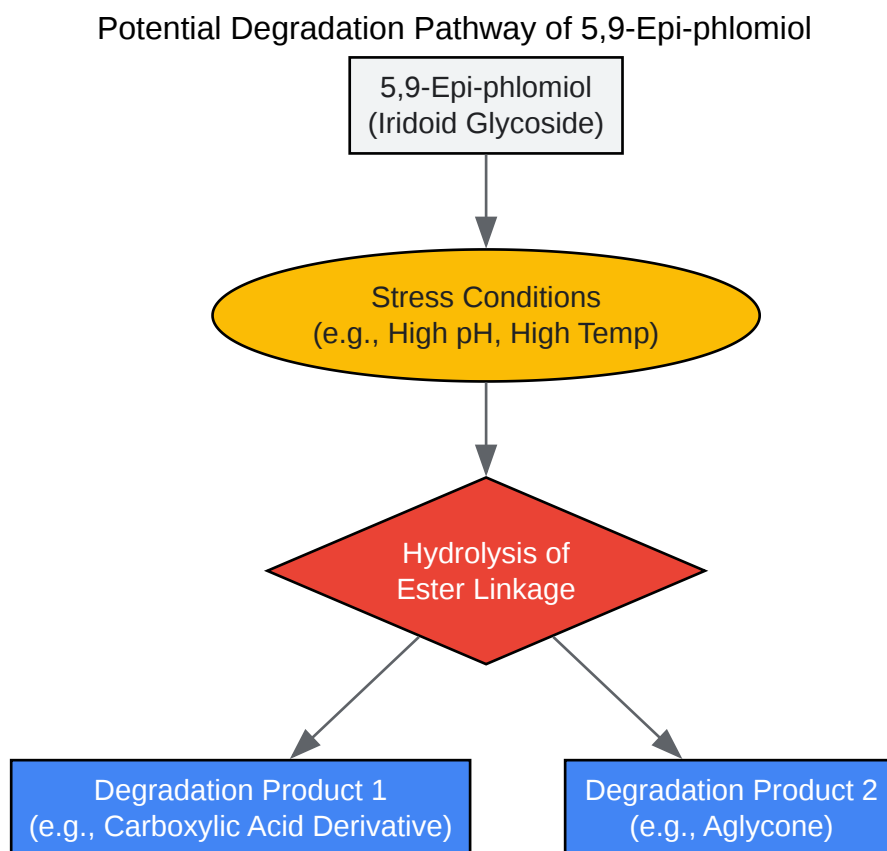 Potential Degradation Pathway of 5,9-Epi-phlomiol
5,9-Epi-phlomiol
(Iridoid Glycoside)
Stress Conditions
(e.g., High pH, High Temp)
Hydrolysis of
Ester Linkage
Degradation Product 1
(e.g., Carboxylic Acid Derivative)
Degradation Product 2
(e.g., Aglycone)